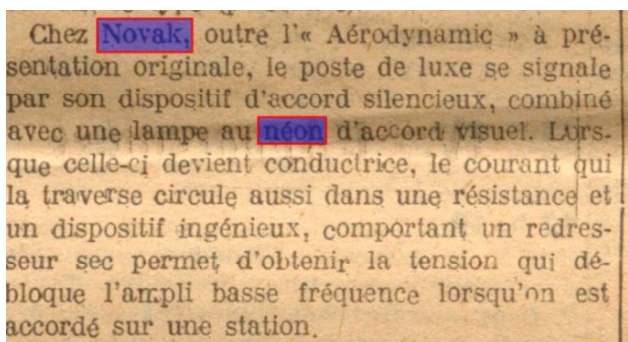 Chez Novak, outre l'« Aérodynamic » à pré-
sentation originale, le poste de luxe se signale
par son dispositif d'accord silencieux, combiné
avec une lampe au néon d'accord visuel. Lors-
que celle-ci devient conductrice, le courant qui
la traverse circule aussi dans une résistance et
un dispositif ingénieux, comportant un redres-
seur sec permet d'obtenir la tension qui dé-
bloque l'ampli basse fréquence lorsqu'on est
accordé sur une station.